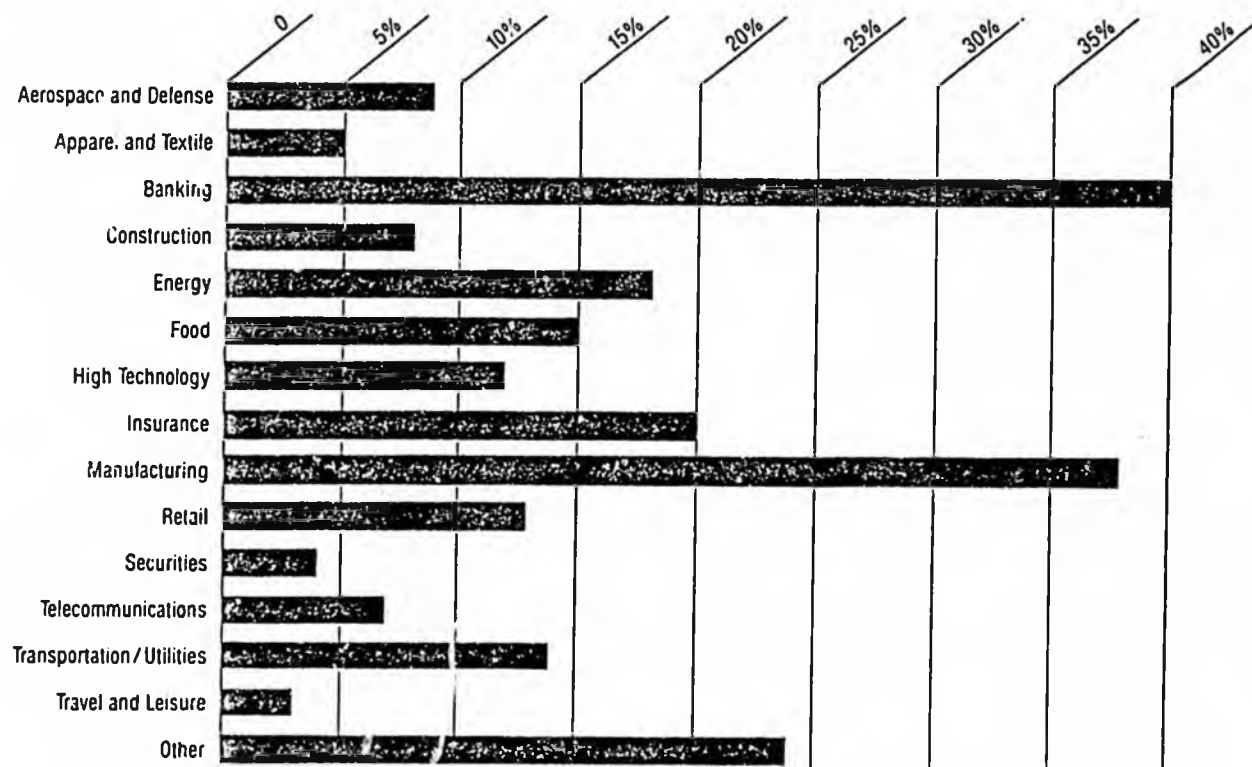 0 5% 10% 15% 20% 25% 30% 35% 40%
Aerospace and Defense
Appare. and Textile
Banking
Construction
Energy
Food
High Technology
Insurance
Manufacturing
Retail
Securities
Telecommunications
Transportation/Utilities
Travel and Leisure
Other